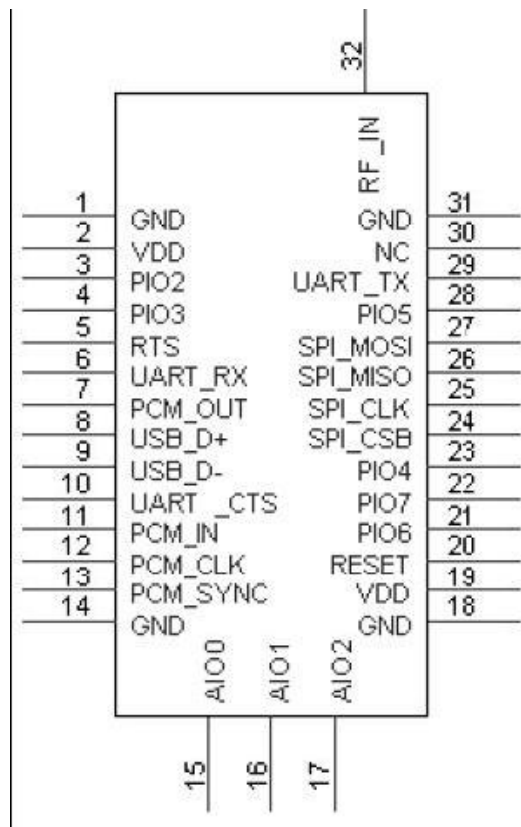 32
RF_IN
1 GND GND 31
2 VDD NC 30
3 PIO2 UART_TX 29
4 PIO3 PIO5 28
5 RTS SPI_MOSI 27
6 UART_RX SPI_MISO 26
7 PCM_OUT SPI_CLK 25
8 USB_D+ SPI_CSB 24
9 USB_D- PIO4 23
10 UART _CTS PIO7 22
11 PCM_IN PIO6 21
12 PCM_CLK RESET 20
13 PCM_SYNC VDD 19
14 GND GND 18
AIO0 AIO1 AIO2
15 16 17